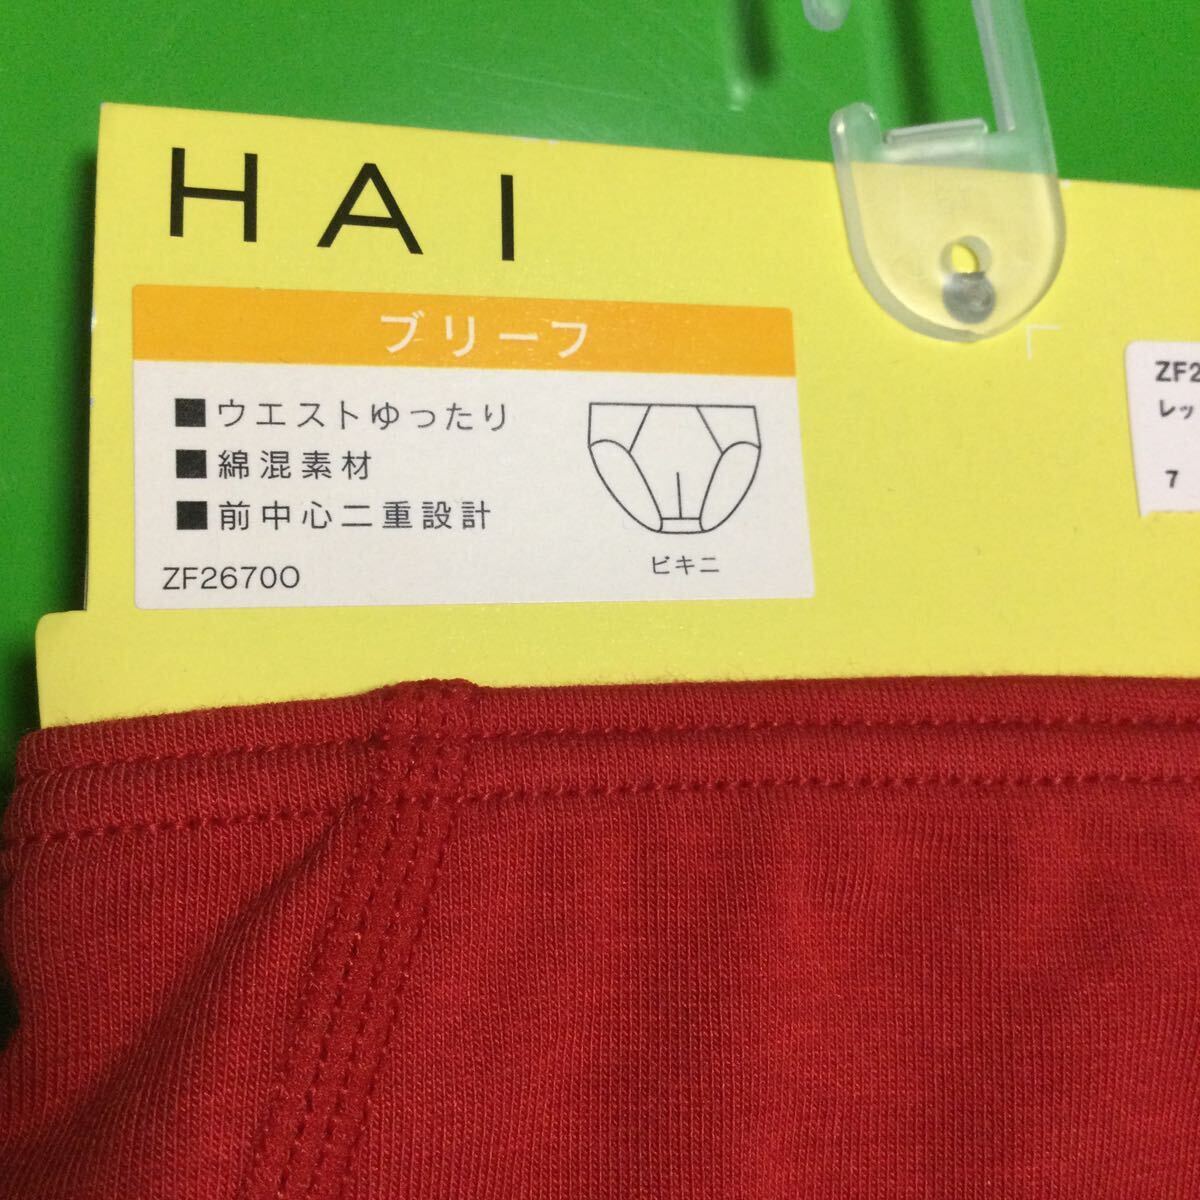 HAI
ブリーフ
■ウエストゆったり
■綿混素材
■前中心二重設計
ZF26700
ビキニ
ZF2
レッ
7